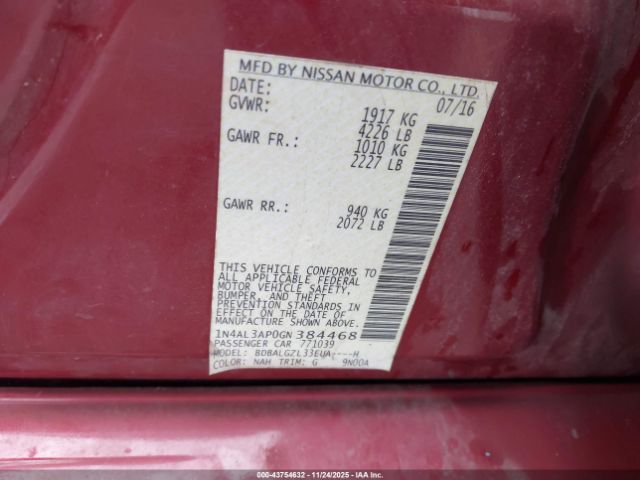 MFD BY NISSAN MOTOR CO., LTD.
DATE: 07/16
GVWR: 1917 KG
4226 LB
GAWR FR.: 1010 KG
2227 LB
GAWR RR.: 940 KG
2072 LB
THIS VEHICLE CONFORMS TO
ALL APPLICABLE FEDERAL
MOTOR VEHICLE SAFETY,
BUMPER, AND THEFT
PREVENTION STANDARDS IN
EFFECT ON THE DATE OF
MANUFACTURE SHOWN ABOVE.
1N4AL3AP0GN384468
PASSENGER CAR 771039
MODEL: BDBALGZL33EUA----H
COLOR: NAH TRIM: G 9N00A
000-43754632 - 11/24/2025 - IAA Inc.